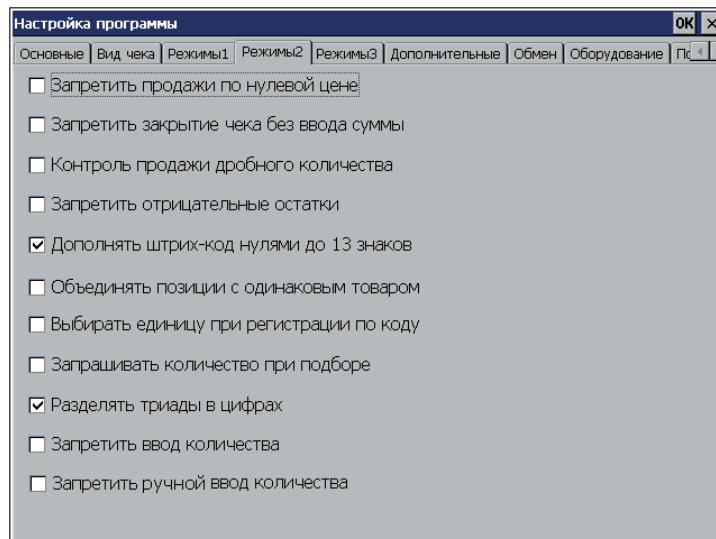 Настройка программы OK ×
Основные Вид чека Режимы1 Режимы2 Режимы3 Дополнительные Обмен Оборудование
Запретить продажи по нулевой цене
Запретить закрытие чека без ввода суммы
Контроль продажи дробного количества
Запретить отрицательные остатки
Дополнять штрих-код нулями до 13 знаков
Объединять позиции с одинаковым товаром
Выбирать единицу при регистрации по коду
Запрашивать количество при подборе
Разделять триады в цифрах
Запретить ввод количества
Запретить ручной ввод количества